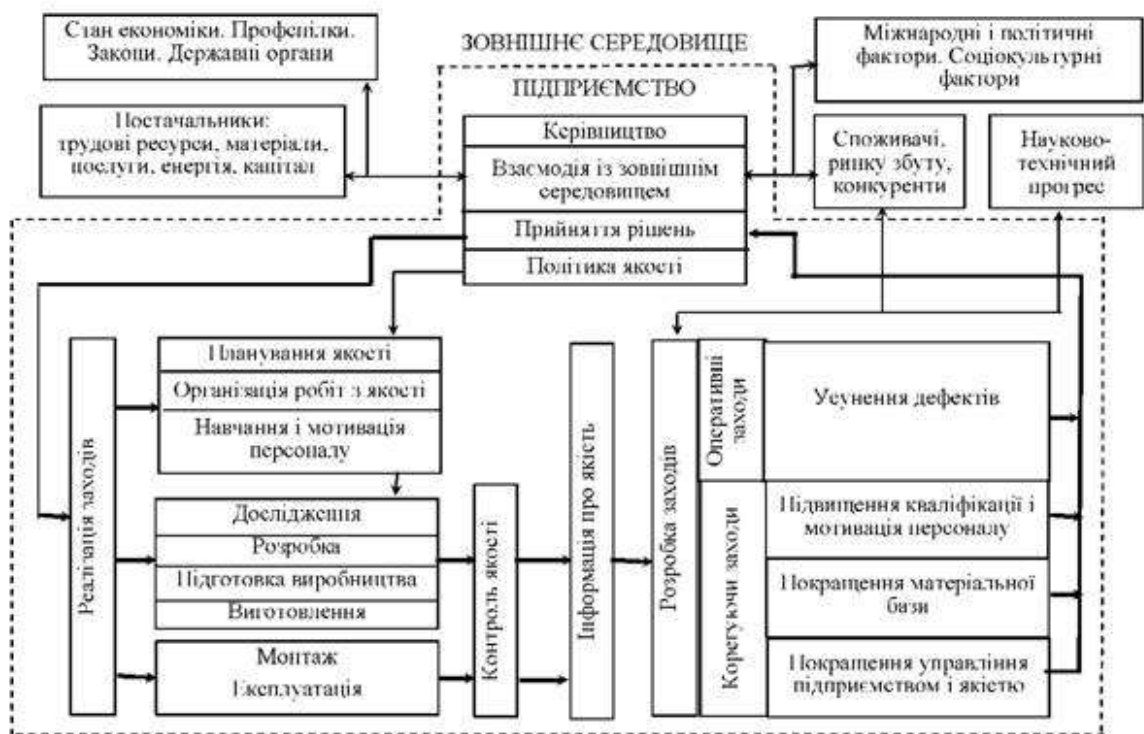 Стан економіки. Профспілки.
Закони. Державні органи
ЗОВНІШНЄ СЕРЕДОВИЩЕ
Міжнародні і політичні
фактори. Соціокультурні
фактори
ПІДПРИЄМСТВО
Постачальники:
трудові ресурси, матеріали,
послуги, енергія, капітал
Керівництво
Взаємодія із зовнішнім
середовищем
Прийняття рішень
Політика якості
Споживачі,
ринку збуту,
конкуренти
Науково-
технічний
прогрес
Реалізація заходів
Планування якості
Організація робіт з якості
Навчання і мотивація
персоналу
Дослідження
Розробка
Підготовка виробництва
Виготовлення
Монтаж
Експлуатація
Контроль якості
Інформація про якість
Розробка заходів
Оперативні
заходи
Корегуючи заходи
Усунення дефектів
Підвищення кваліфікації і
мотивація персоналу
Покращення матеріальної
бази
Покращення управління
підприємством і якістю